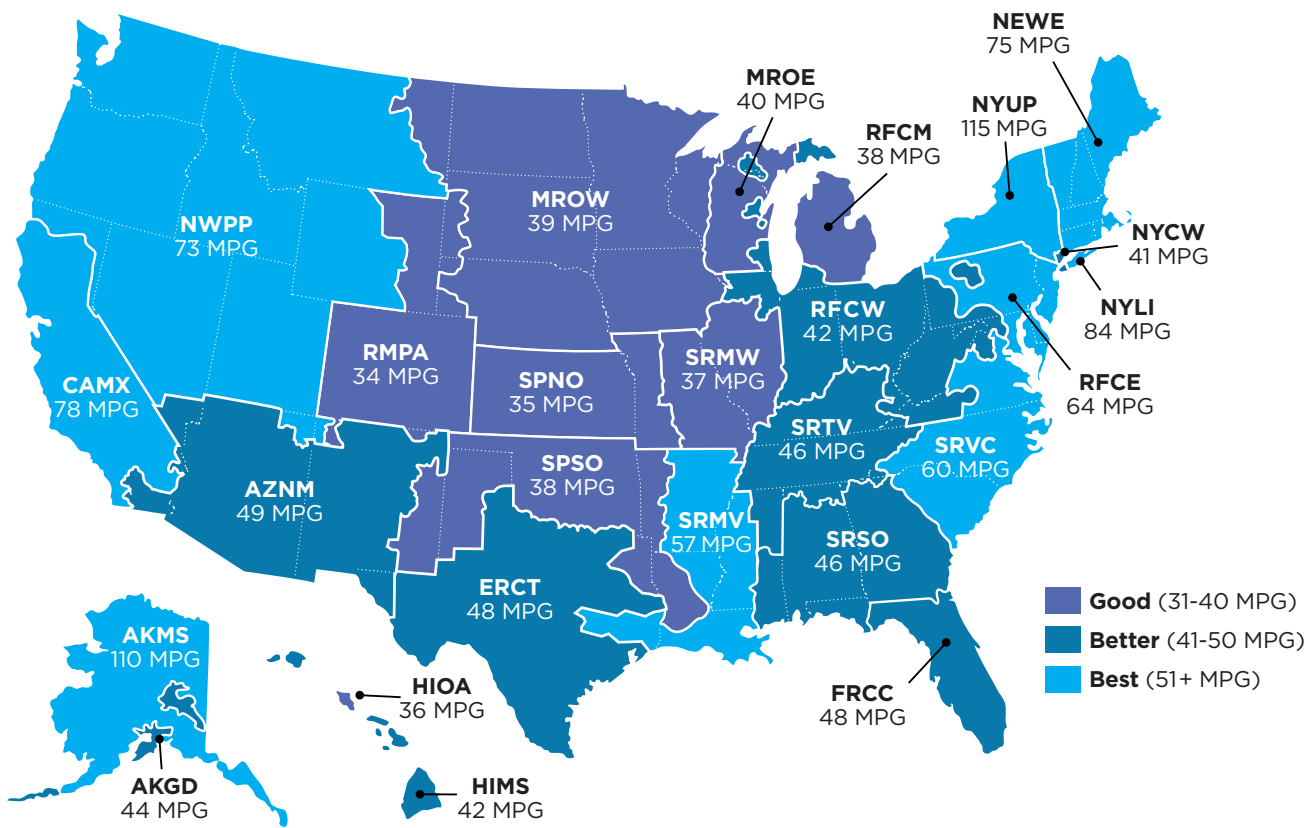 NEWE
75 MPG
MROE
40 MPG
NYUP
115 MPG
RFCM
38 MPG
MROW
39 MPG
NWPP
73 MPG
NYCW
41 MPG
NYLI
84 MPG
RFCW
42 MPG
RMPA
34 MPG
SRMW
37 MPG
SPNO
35 MPG
CAMX
78 MPG
RFCE
64 MPG
SRTV
46 MPG
SRVC
60 MPG
SPSO
38 MPG
AZNM
49 MPG
SRMV
57 MPG
SRSO
46 MPG
ERCT
48 MPG
Good (31-40 MPG)
Better (41-50 MPG)
Best (51+ MPG)
AKMS
110 MPG
HIOA
36 MPG
FRCC
48 MPG
AKGD
44 MPG
HIMS
42 MPG